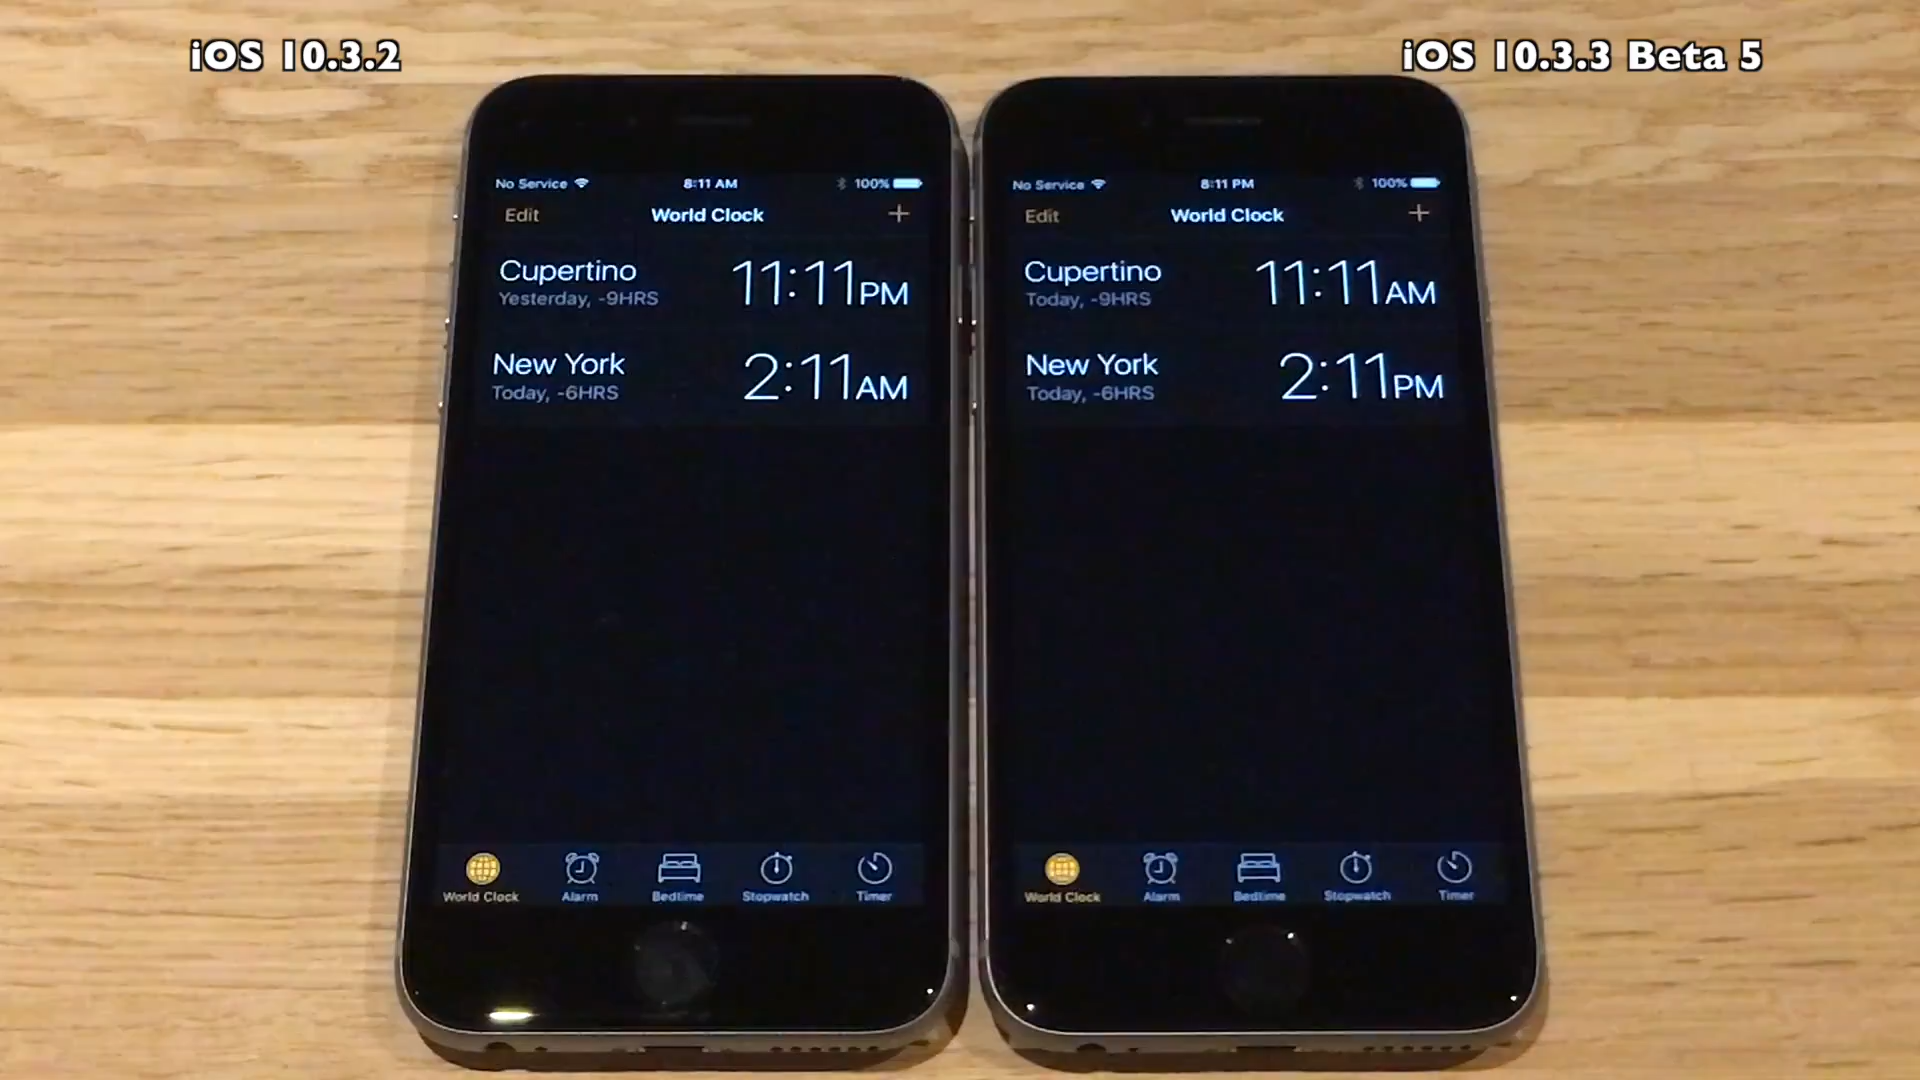 iOS 10.3.2
iOS 10.3.3 Beta 5
No Service 8:11 AM 100%
Edit World Clock +
Cupertino 11:11PM
Yesterday, -9HRS
New York 2:11AM
Today, -6HRS
World Clock Alarm Bedtime Stopwatch Timer
No Service 8:11 PM 100%
Edit World Clock +
Cupertino 11:11AM
Today, -9HRS
New York 2:11PM
Today, -6HRS
World Clock Alarm Bedtime Stopwatch Timer